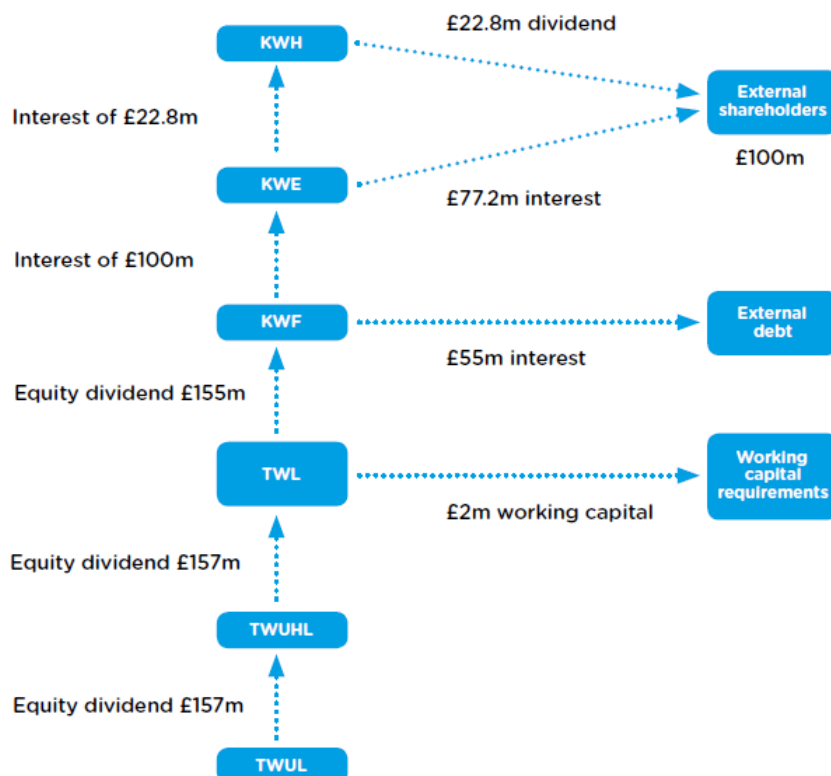 £22.8m dividend
KWH
External
shareholders
£100m
Interest of £22.8m
KWE
£77.2m interest
Interest of £100m
KWF
External
debt
£55m interest
Equity dividend £155m
TWL
Working
capital
requirements
£2m working capital
Equity dividend £157m
TWUHL
Equity dividend £157m
TWUL